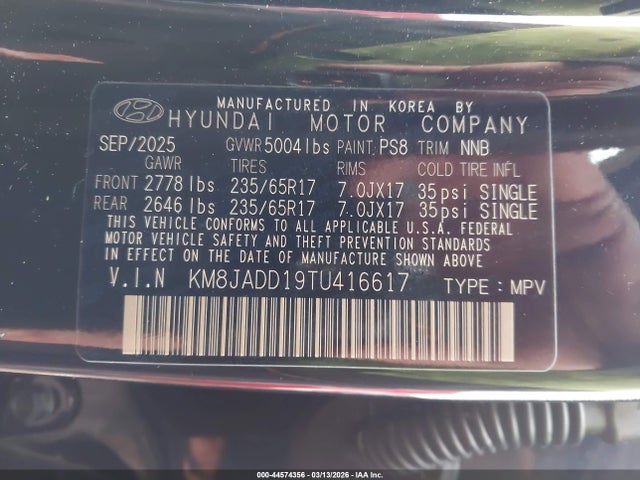 MANUFACTURED IN KOREA BY
HYUNDAI MOTOR COMPANY
SEP/2025 GVWR 5004lbs PAINT: PS8 TRIM NNB
GAWR TIRES RIMS COLD TIRE INFL
FRONT 2778 lbs 235/65R17 7.0JX17 35psi SINGLE
REAR 2646 lbs 235/65R17 7.0JX17 35psi SINGLE
THIS VEHICLE CONFORMS TO ALL APPLICABLE U.S.A. FEDERAL
MOTOR VEHICLE SAFETY AND THEFT PREVENTION STANDARDS
IN EFFECT ON THE DATE OF MANUFACTURE SHOWN ABOVE.
V.I.N KM8JADD19TU416617 TYPE: MPV
000-44574356 | 03/13/2026 | IAA Inc.